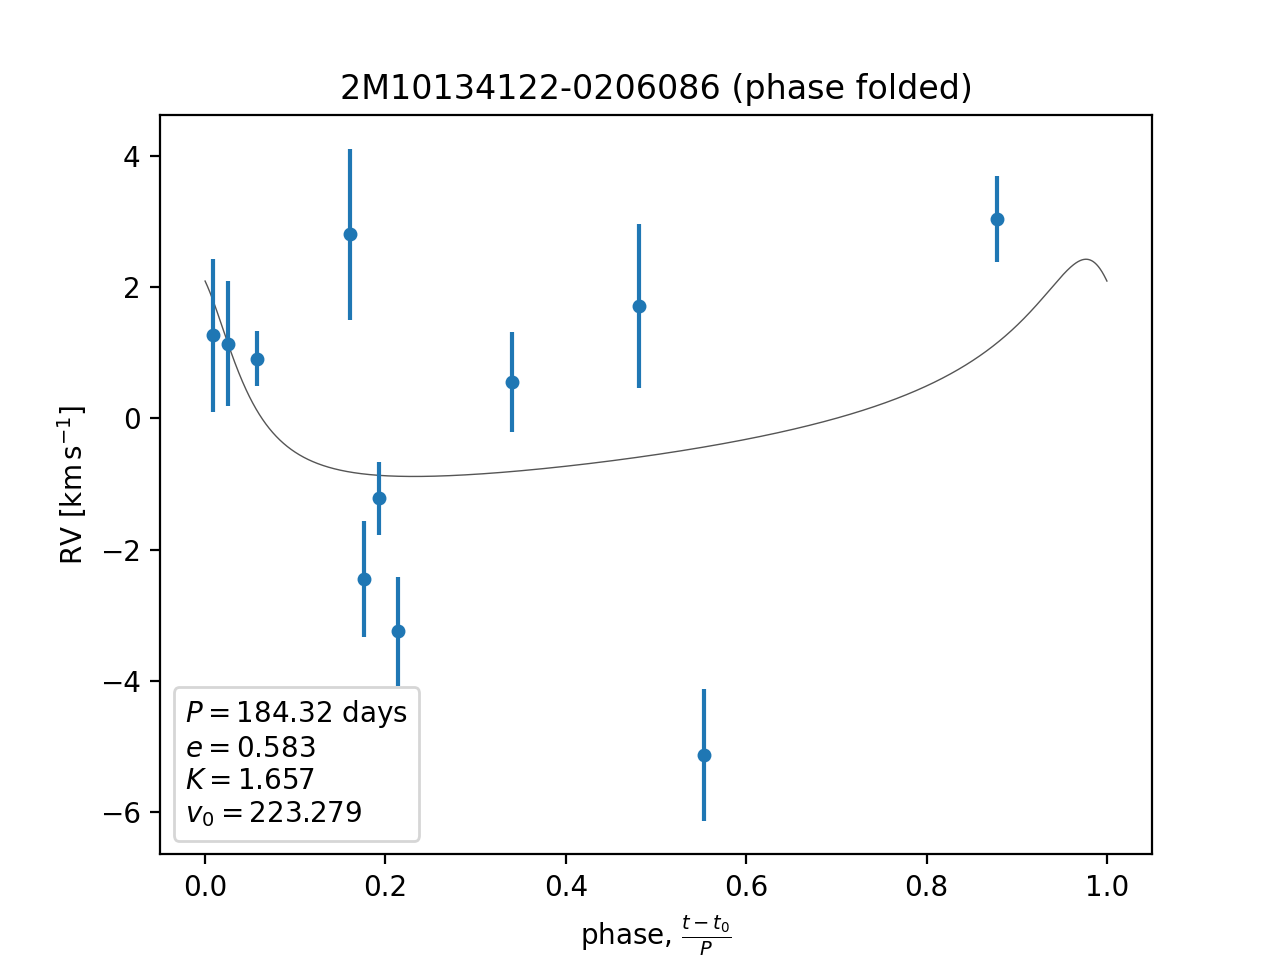 2M10134122-0206086 (phase folded)
4
2
0
−2
−4
−6
RV [km s−1]
P = 184.32 days
e = 0.583
K = 1.657
v0 = 223.279
0.0 0.2 0.4 0.6 0.8 1.0
phase, t − t0 / P